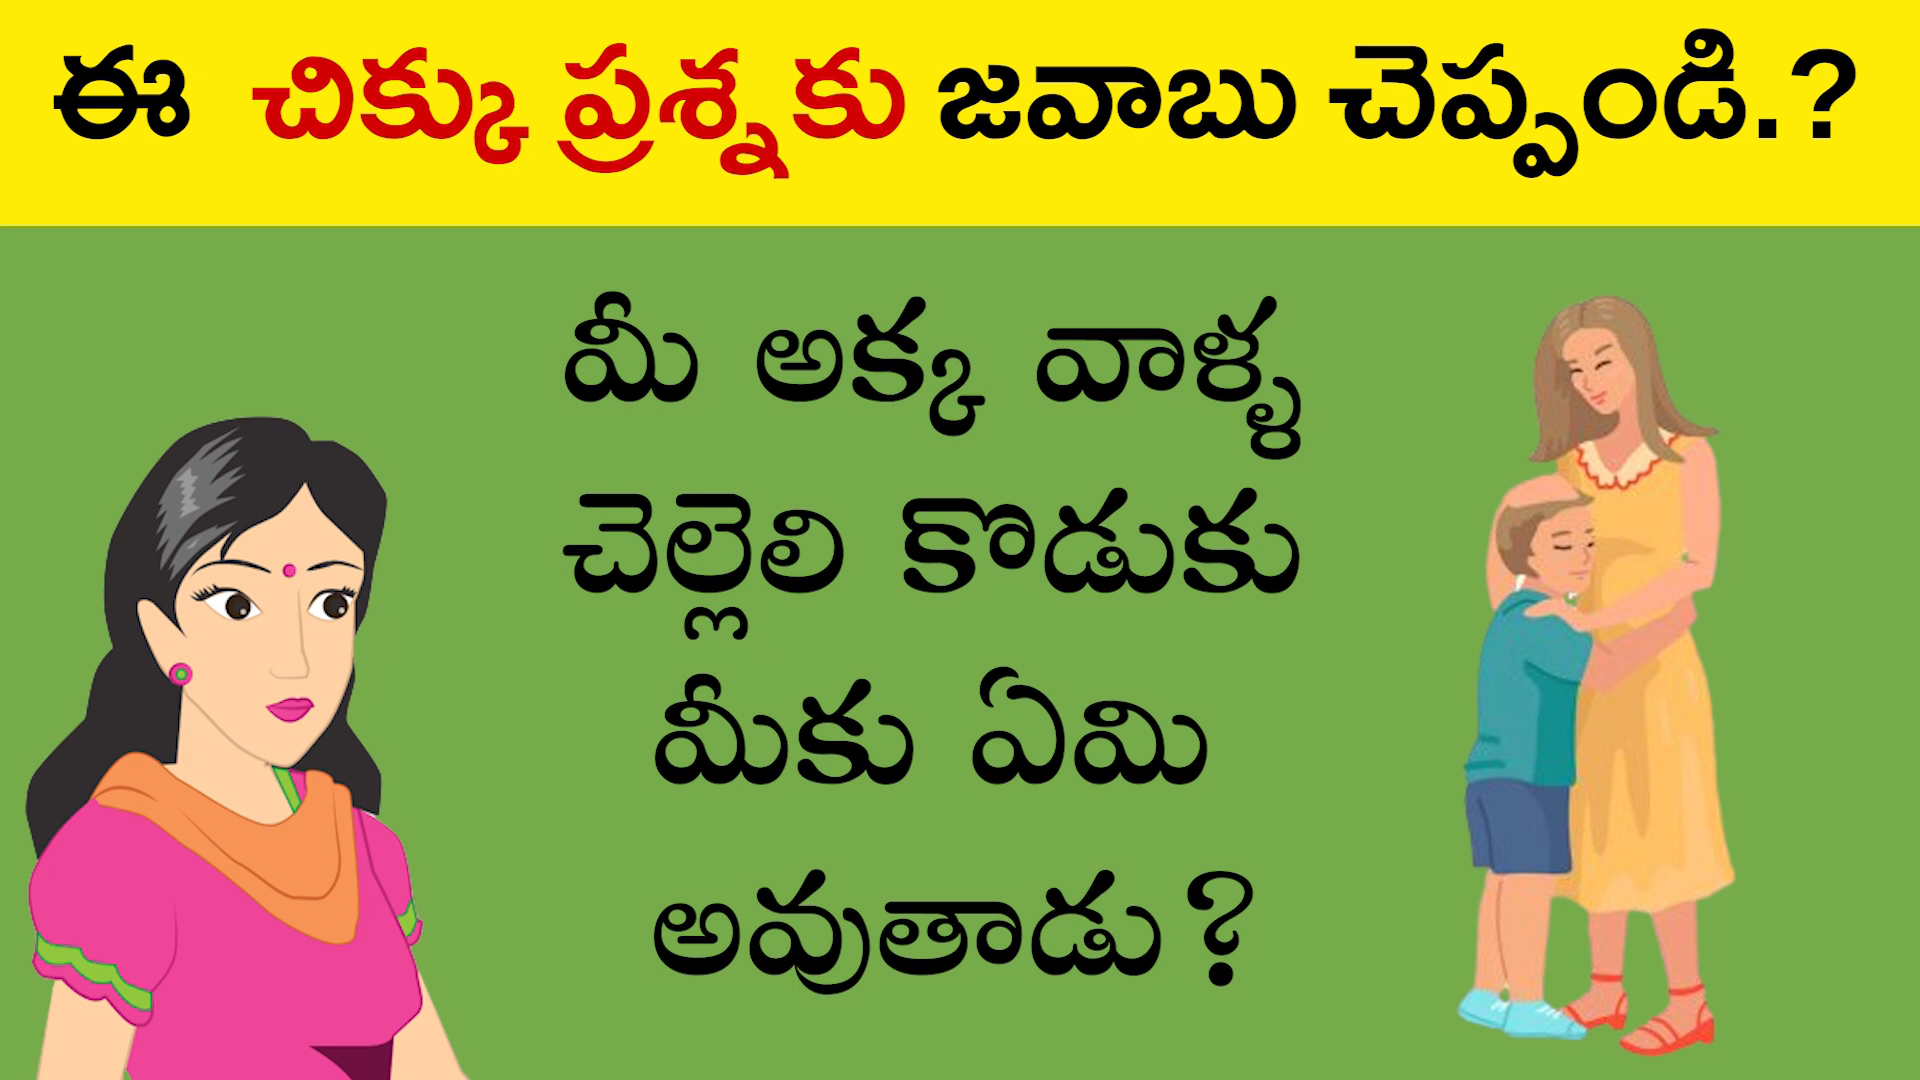 ఈ చిక్కు ప్రశ్నకు జవాబు చెప్పండి.?
మీ అక్క వాళ్ళ
చెల్లెలి కొడుకు
మీకు ఏమి
అవుతాడు?